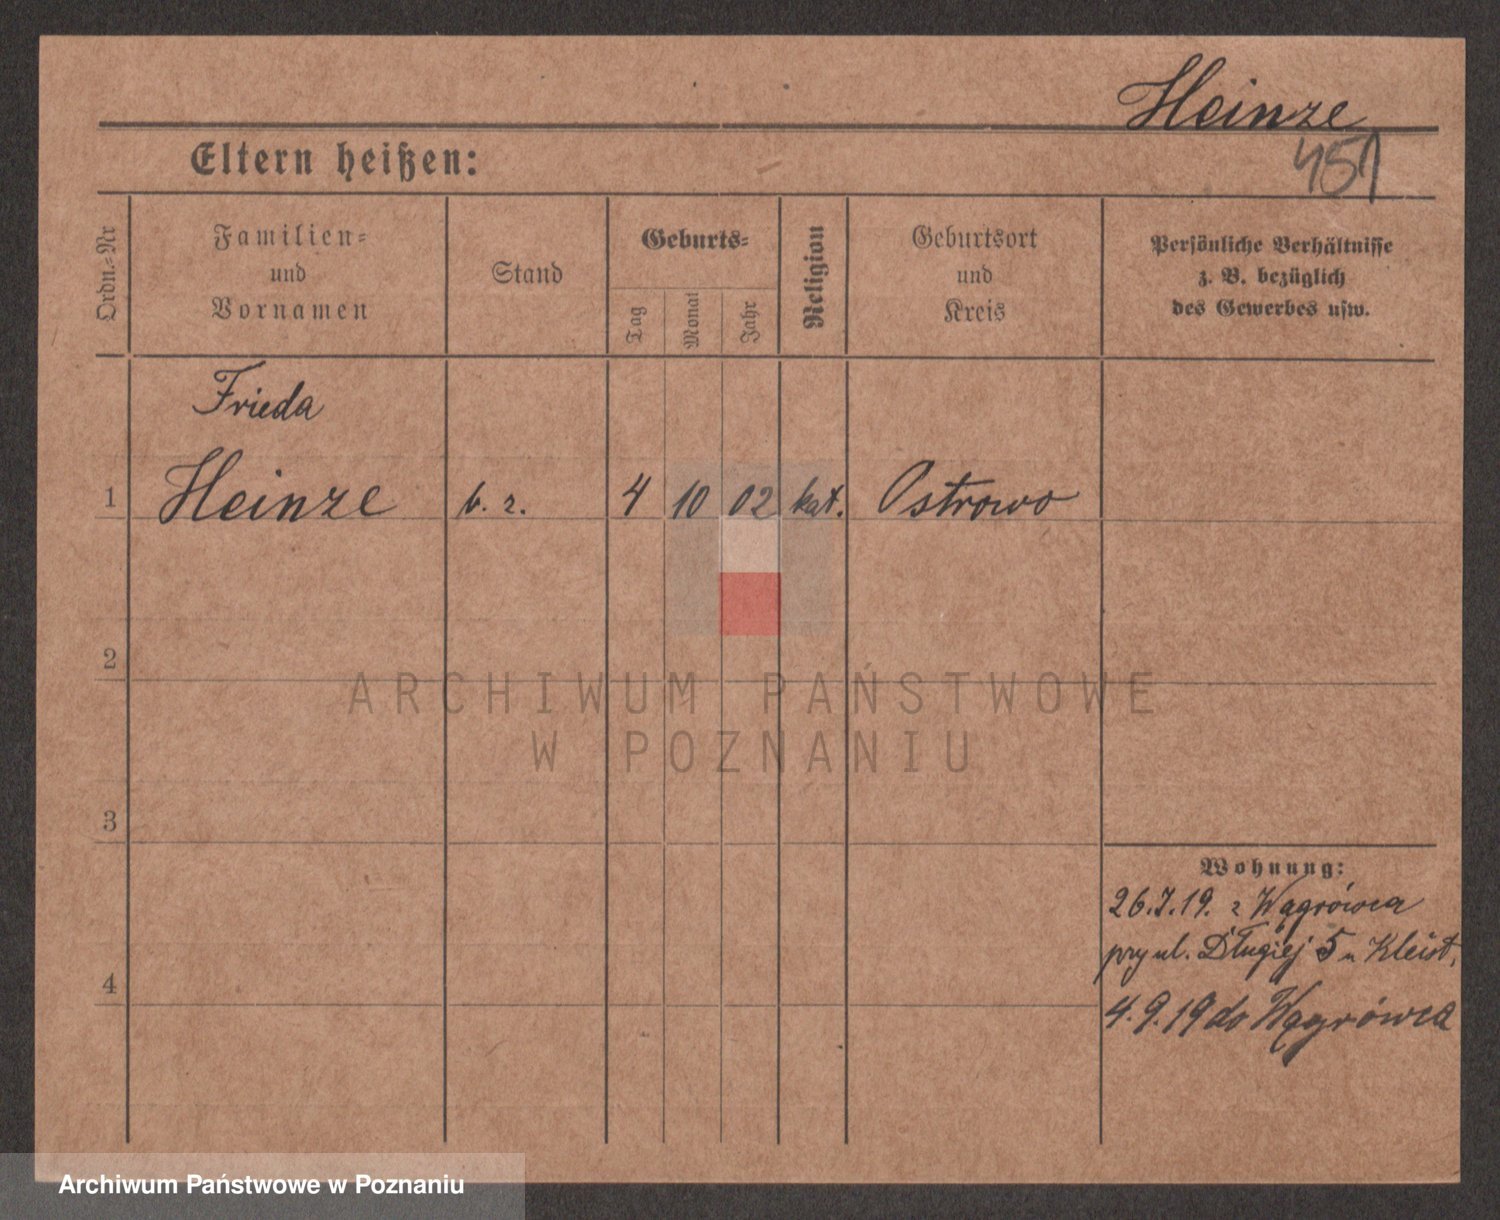 Heinze
Eltern heißen:
451
Ordn.-Nr
Familien-
und
Vornamen
Stand
Geburts-
Tag
Monat
Jahr
Religion
Geburtsort
und
Kreis
Persönliche Verhältnisse
z. B. bezüglich
des Gewerbes usw.
Frieda
1 Heinze b. z. 4 10 02 kat. Ostrowo
2
ARCHIWUM PAŃSTWOWE
W POZNANIU
3
Wohnung:
26.7.19. z Wągrówca
przy ul. Długiej 5 u Kleist.
4
4.9.19 do Wągrówca
Archiwum Państwowe w Poznaniu